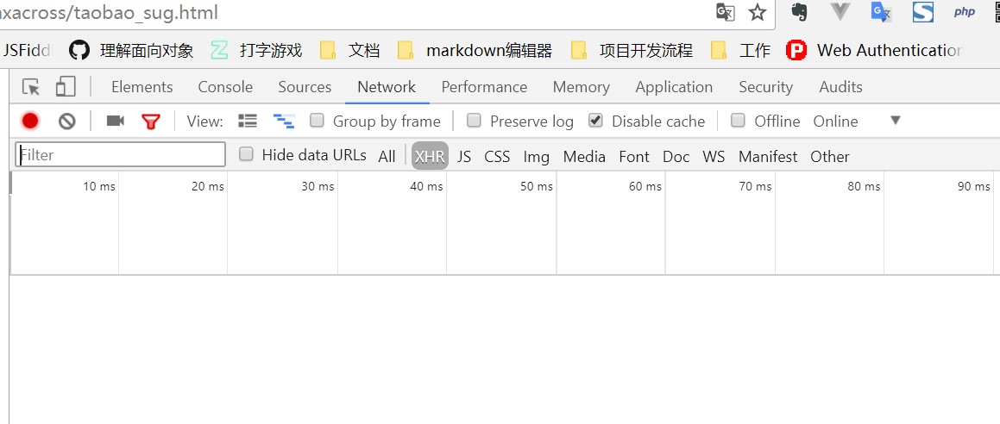 axacross/taobao_sug.html php
JSFidd 理解面向对象 打字游戏 文档 markdown编辑器 项目开发流程 工作 Web Authentication
Elements Console Sources Network Performance Memory Application Security Audits
View: Group by frame Preserve log Disable cache Offline Online
Filter Hide data URLs All XHR JS CSS Img Media Font Doc WS Manifest Other
10 ms 20 ms 30 ms 40 ms 50 ms 60 ms 70 ms 80 ms 90 ms